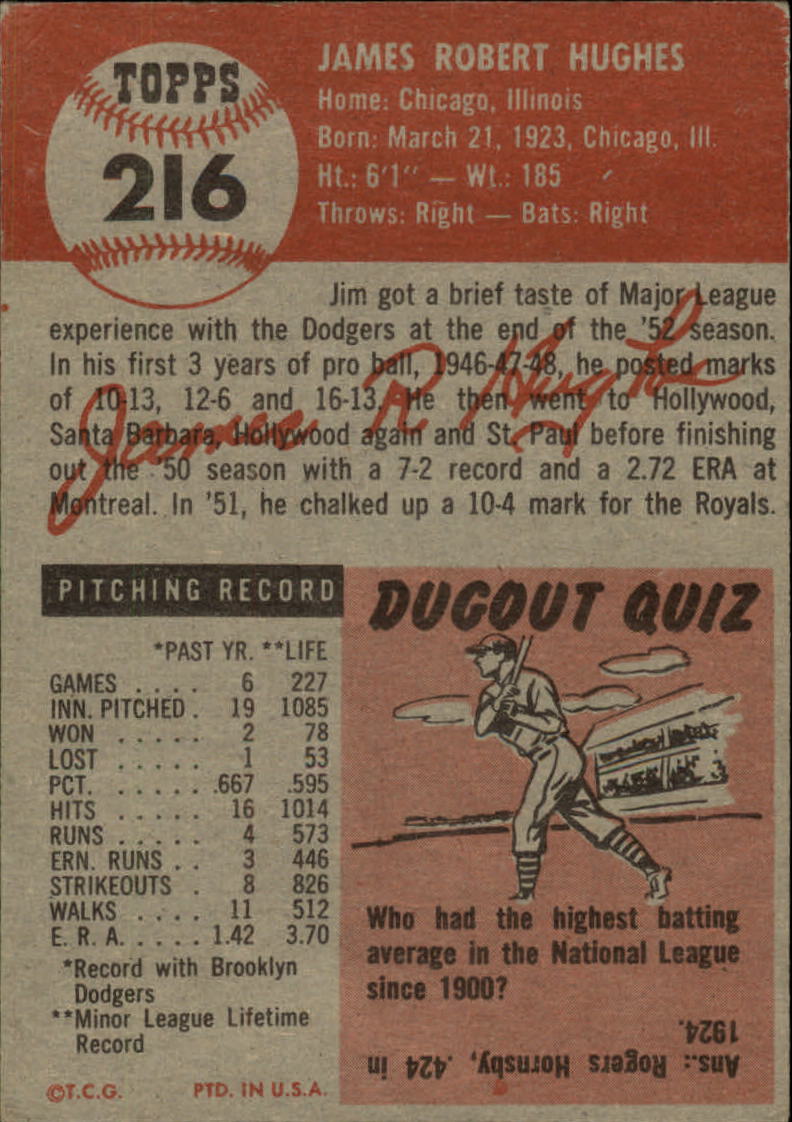 TOPPS
216
JAMES ROBERT HUGHES
Home: Chicago, Illinois
Born: March 21, 1923, Chicago, Ill.
Ht.: 6'1" — Wt.: 185
Throws: Right — Bats: Right
Jim got a brief taste of Major League
experience with the Dodgers at the end of the '52 season.
In his first 3 years of pro ball, 1946-47-48, he posted marks
of 10-13, 12-6 and 16-13. He then went to Hollywood,
Santa Barbara, Hollywood again and St. Paul before finishing
out the '50 season with a 7-2 record and a 2.72 ERA at
Montreal. In '51, he chalked up a 10-4 mark for the Royals.
James R. Hughes
PITCHING RECORD
*PAST YR. **LIFE
GAMES . . . . 6 227
INN. PITCHED . 19 1085
WON . . . . . 2 78
LOST . . . . . 1 53
PCT. . . . . . .667 .595
HITS . . . . . 16 1014
RUNS . . . . . 4 573
ERN. RUNS . . 3 446
STRIKEOUTS . 8 826
WALKS . . . . 11 512
E. R. A. . . . . 1.42 3.70
*Record with Brooklyn
Dodgers
**Minor League Lifetime
Record
©T.C.G. PTD. IN U.S.A.
DUGOUT QUIZ
Who had the highest batting
average in the National League
since 1900?
Ans.: Rogers Hornsby, .424 in
1924.